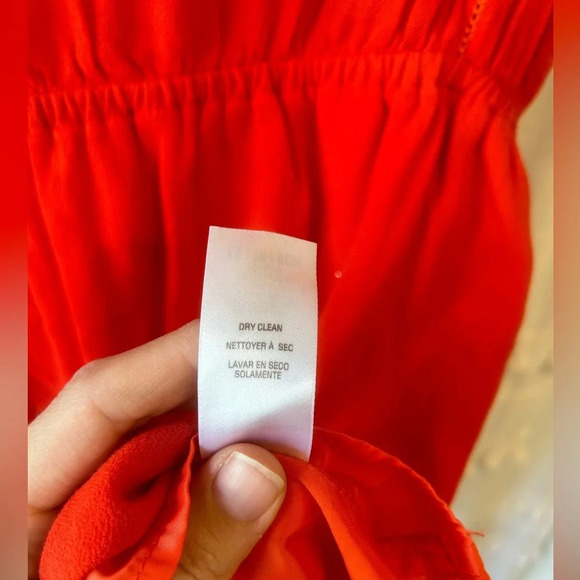 DRY CLEAN
NETTOYER À SEC
LAVAR EN SECO
SOLAMENTE